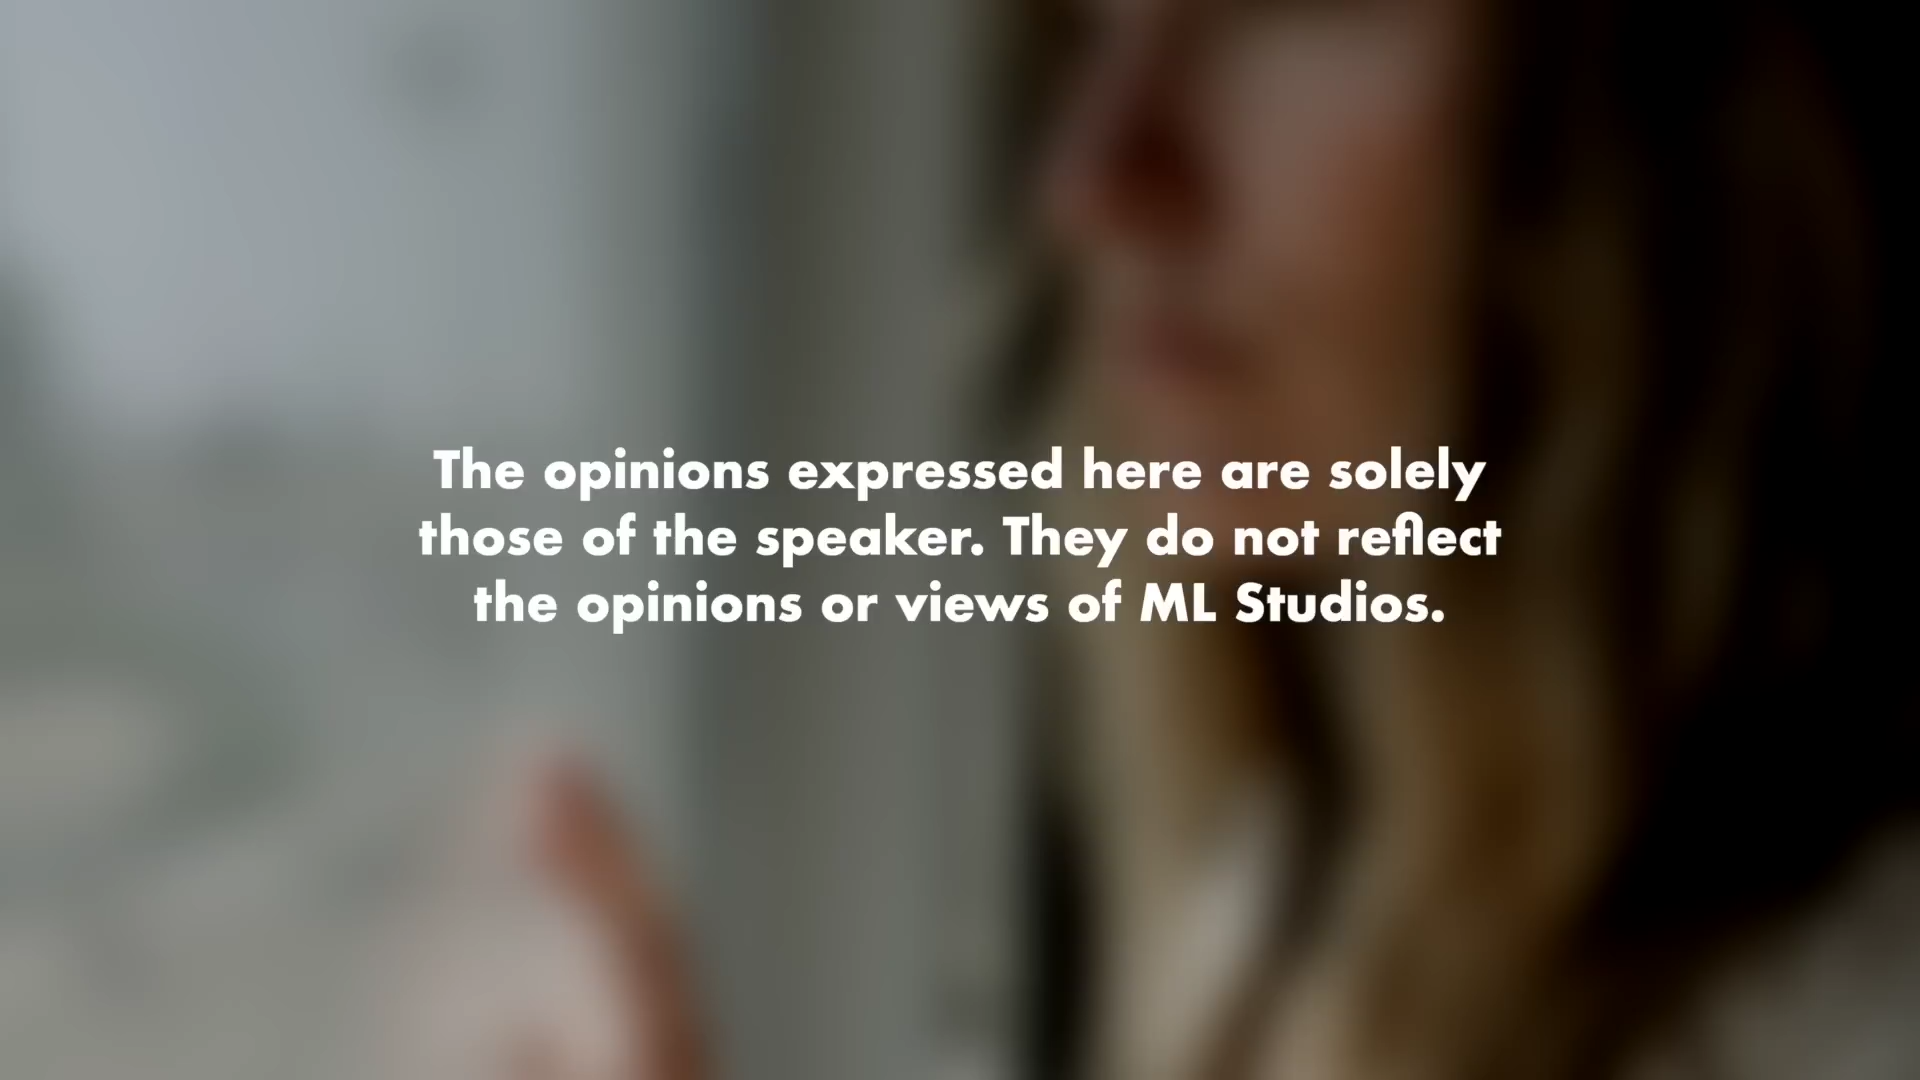 The opinions expressed here are solely
those of the speaker. They do not reflect
the opinions or views of ML Studios.